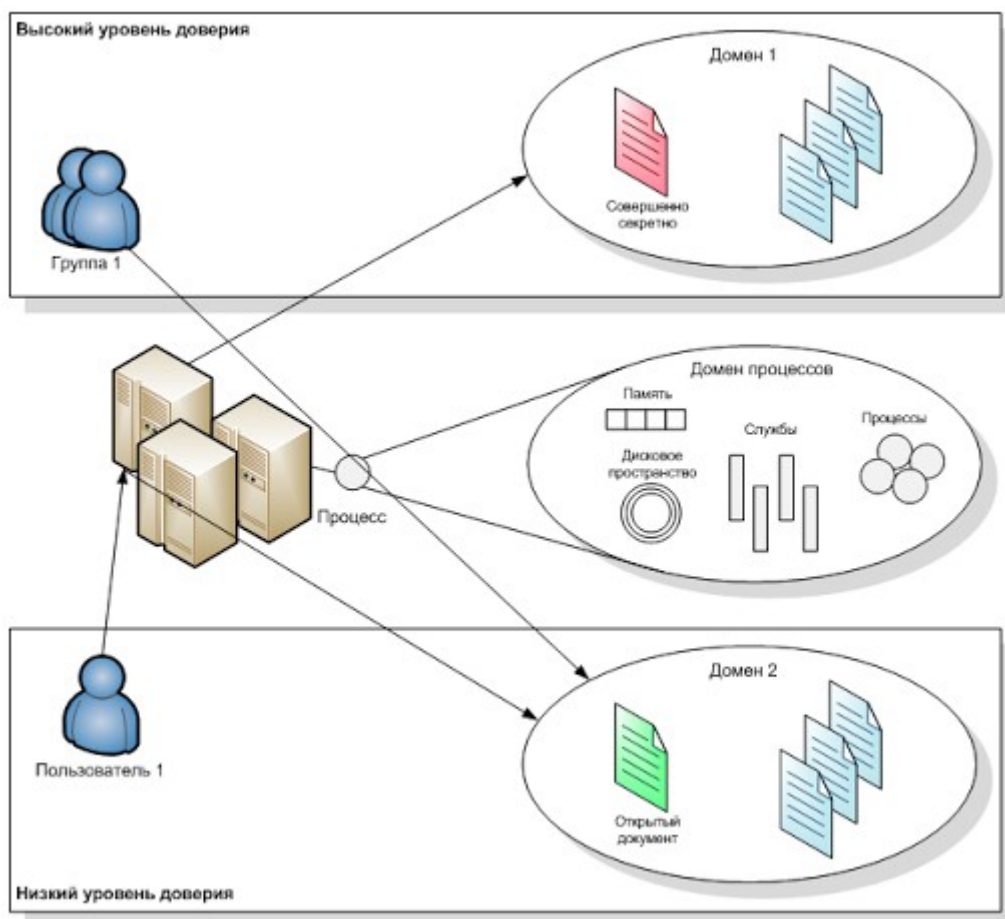 Высокий уровень доверия
Домен 1
Совершенно
секретно
Группа 1
Домен процессов
Память
Службы
Процессы
Дисковое
пространство
Процесс
Домен 2
Пользователь 1
Открытый
документ
Низкий уровень доверия